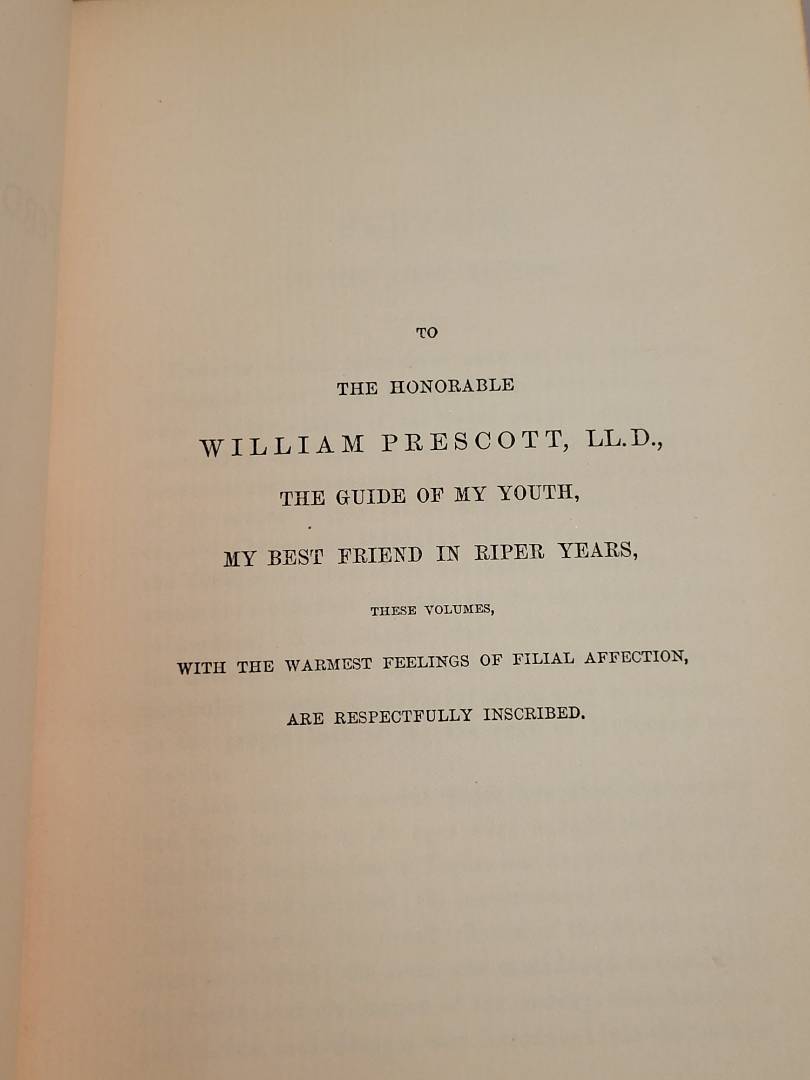 TO
THE HONORABLE
WILLIAM PRESCOTT, LL.D.,
THE GUIDE OF MY YOUTH,
MY BEST FRIEND IN RIPER YEARS,
THESE VOLUMES,
WITH THE WARMEST FEELINGS OF FILIAL AFFECTION,
ARE RESPECTFULLY INSCRIBED.